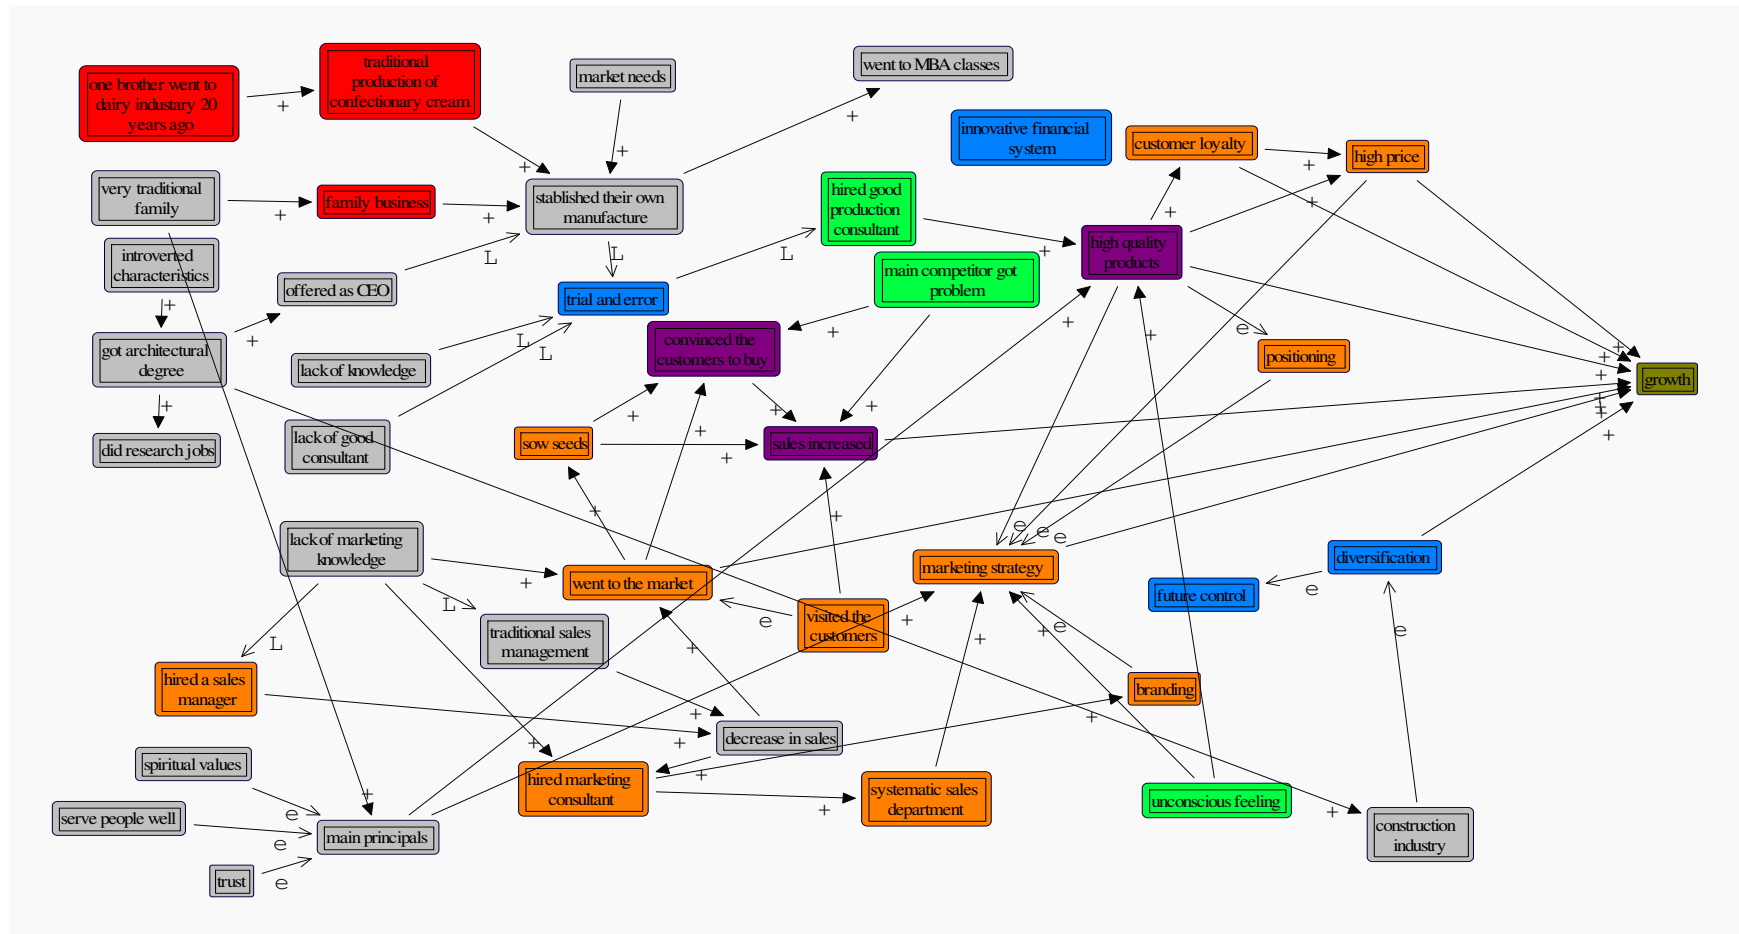 one brother went to
dairy industary 20
years ago
+
traditional
production of
confectionary cream
market needs
went to MBA classes
+
+
+
innovative financial
system
customer loyalty
+
high price
very traditional
family
+
family business
+
stablished their own
manufacture
hired good
production
consultant
+
+
+
high quality
products
introverted
characteristics
+
offered as CEO
L
L
L
main competitor got
problem
trial and error
+
+
+
e
got architectural
degree
+
lack of knowledge
L
L
convinced the
customers to buy
positioning
+
+
+
growth
+
+
+
+
did research jobs
lack of good
consultant
sow seeds
+
+
+
+
+
sales increased
+
+
+
e
e
e
lack of marketing
knowledge
+
went to the market
marketing strategy
diversification
e
future control
L
traditional sales
management
e
visited the
customers
+
+
+
e
e
L
hired a sales
manager
+
branding
+
+
+
decrease in sales
+
+
spiritual values
hired marketing
consultant
+
systematic sales
department
unconscious feeling
+
construction
industry
+
e
serve people well
e
main principals
trust
e